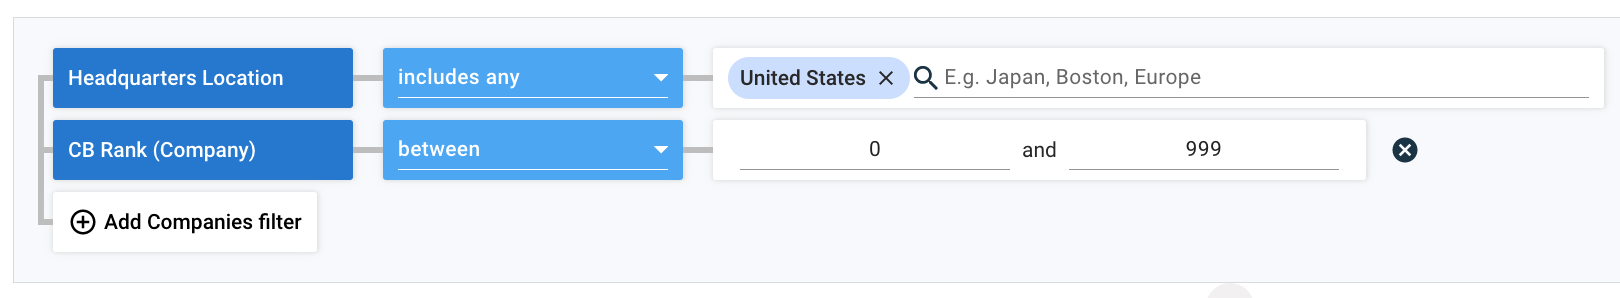 Headquarters Location includes any United States E.g. Japan, Boston, Europe
CB Rank (Company) between 0 and 999
Add Companies filter